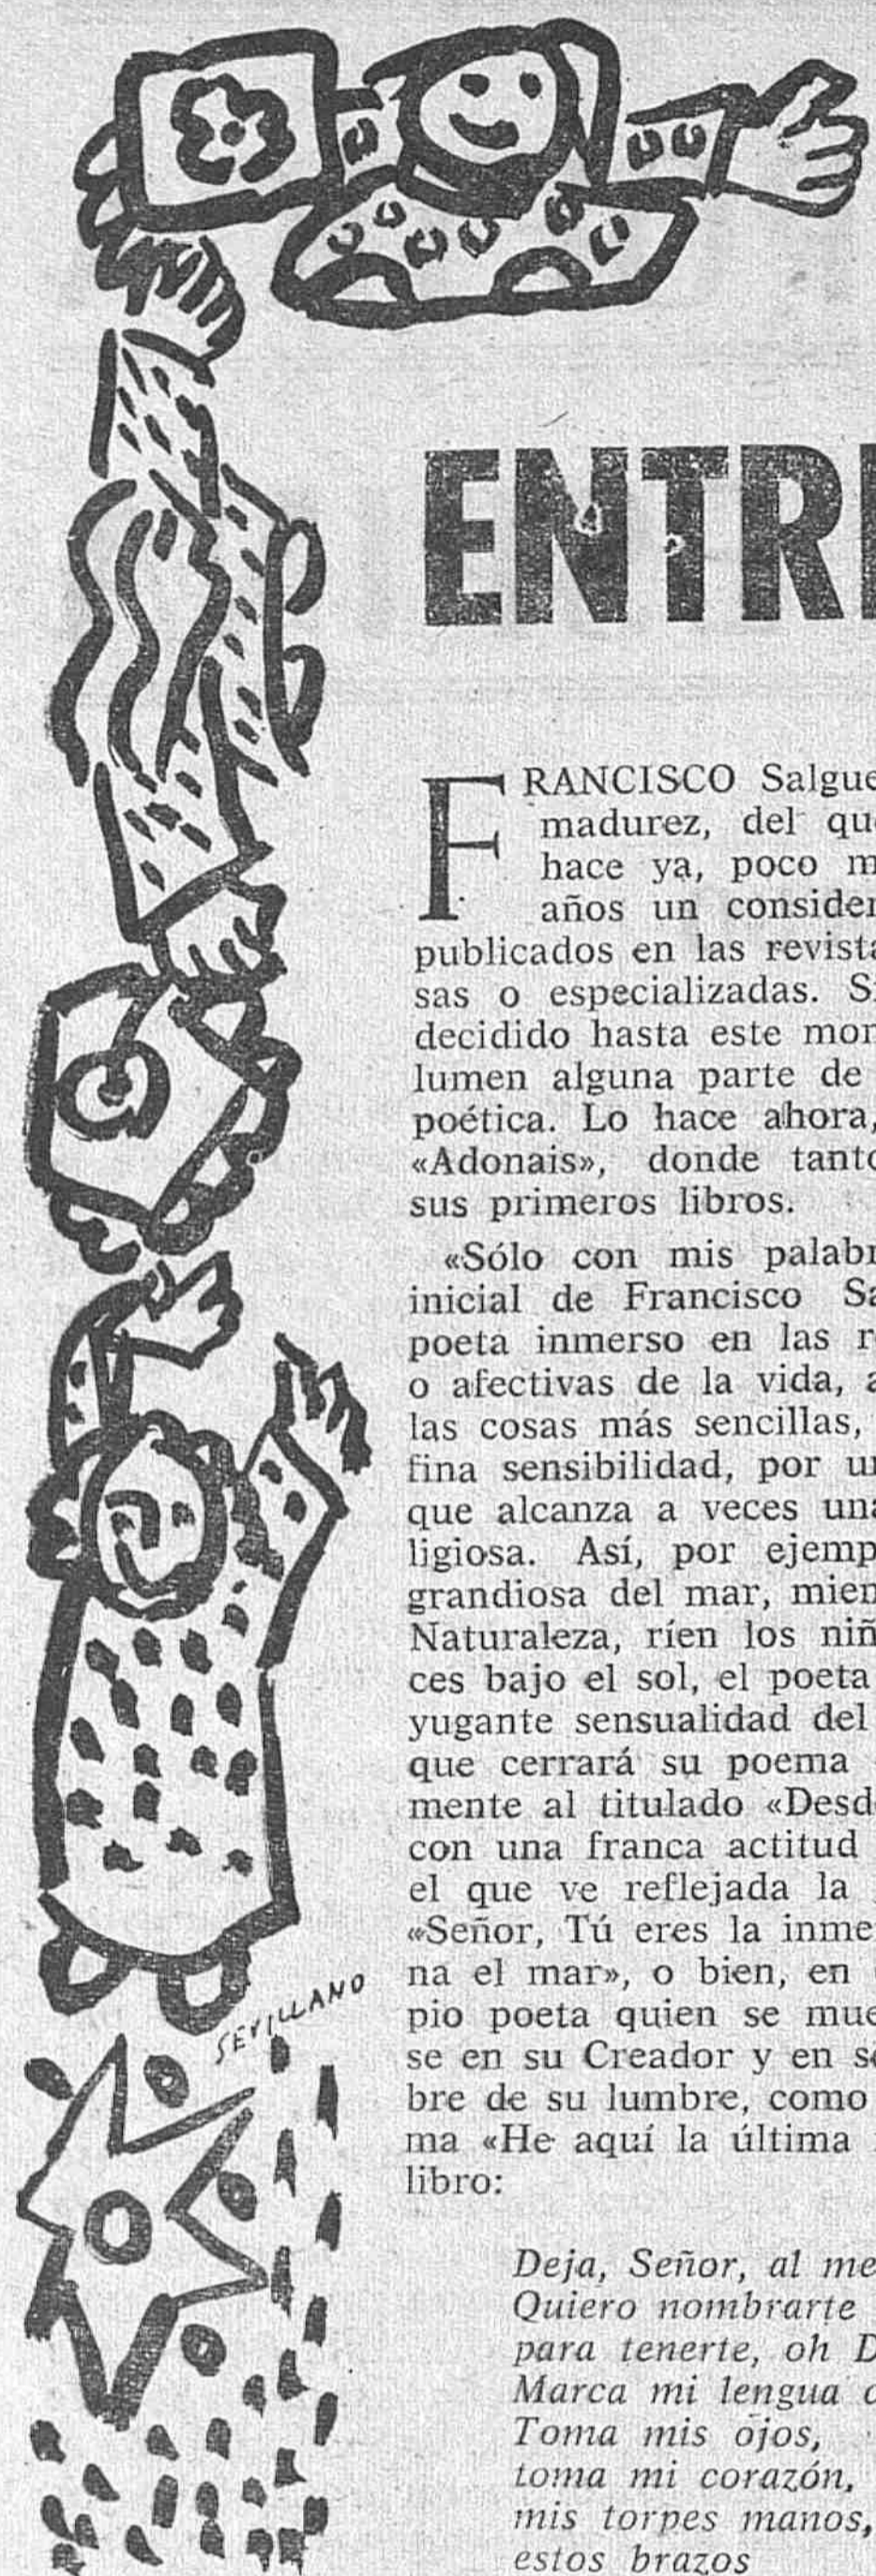 ENTR
FRANCISCO Salgue
madurez, del qu
hace ya, poco m
años un consider
publicados en las revista
sas o especializadas. S
decidido hasta este mor
lumen alguna parte de
poética. Lo hace ahora,
«Adonais», donde tanto
sus primeros libros.
«Sólo con mis palabr
inicial de Francisco Sa
poeta inmerso en las r
o afectivas de la vida, a
las cosas más sencillas,
fina sensibilidad, por un
que alcanza a veces una
ligiosa. Así, por ejemp
grandiosa del mar, mien
Naturaleza, ríen los niñ
ces bajo el sol, el poeta
yugante sensualidad del
que cerrará su poema
mente al titulado «Desd
con una franca actitud
el que ve reflejada la
«Señor, Tú eres la inme
na el mar», o bien, en
pio poeta quien se mue
se en su Creador y en s
bre de su lumbre, como
ma «He aquí la última
libro:
Deja, Señor, al me
Quiero nombrarte
para tenerte, oh D
Marca mi lengua
Toma mis ojos,
toma mi corazón,
mis torpes manos,
estos brazos
SEVILLANO